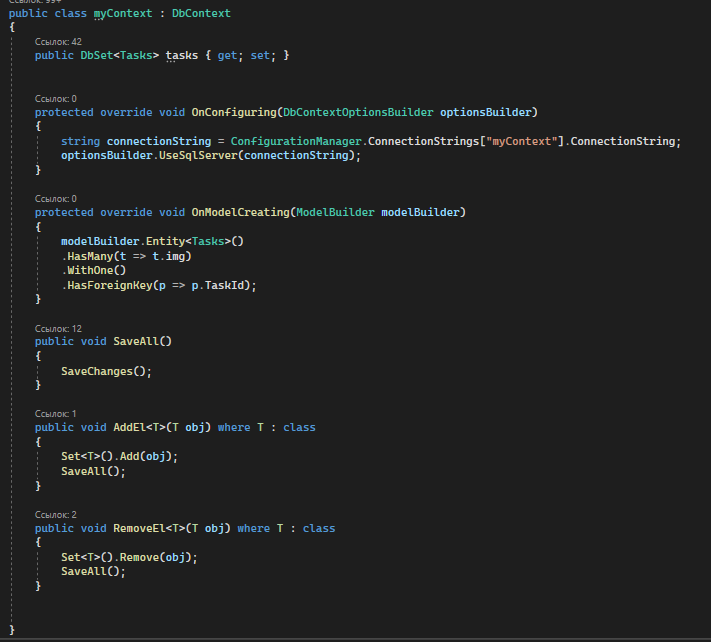 Ссылок: 99+
public class myContext : DbContext
{
Ссылок: 42
public DbSet<Tasks> tasks { get; set; }
Ссылок: 0
protected override void OnConfiguring(DbContextOptionsBuilder optionsBuilder)
{
string connectionString = ConfigurationManager.ConnectionStrings["myContext"].ConnectionString;
optionsBuilder.UseSqlServer(connectionString);
}
Ссылок: 0
protected override void OnModelCreating(ModelBuilder modelBuilder)
{
modelBuilder.Entity<Tasks>()
.HasMany(t => t.img)
.WithOne()
.HasForeignKey(p => p.TaskId);
}
Ссылок: 12
public void SaveAll()
{
SaveChanges();
}
Ссылок: 1
public void AddEl<T>(T obj) where T : class
{
Set<T>().Add(obj);
SaveAll();
}
Ссылок: 2
public void RemoveEl<T>(T obj) where T : class
{
Set<T>().Remove(obj);
SaveAll();
}
}